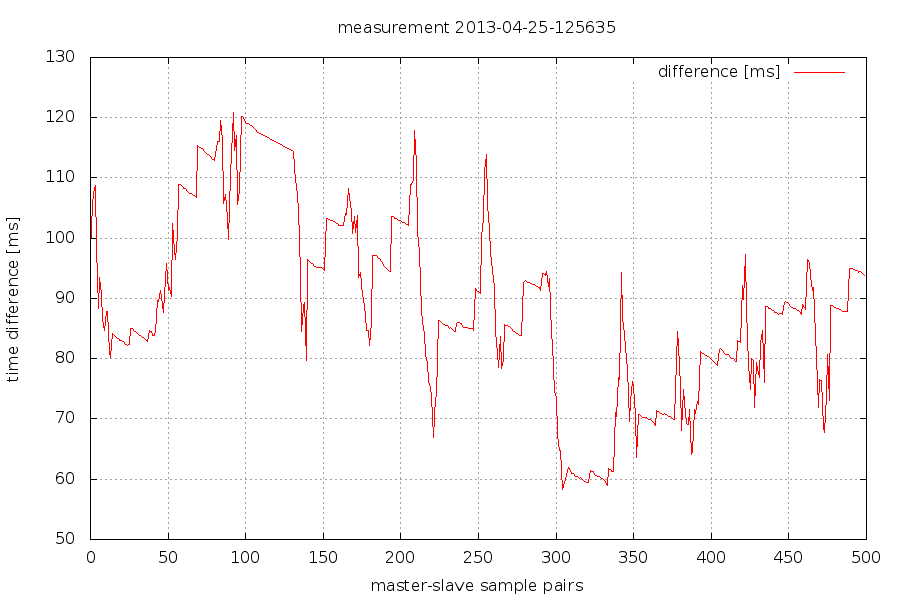 measurement 2013-04-25-125635
difference [ms]
time difference [ms]
130
120
110
100
90
80
70
60
50
0 50 100 150 200 250 300 350 400 450 500
master-slave sample pairs